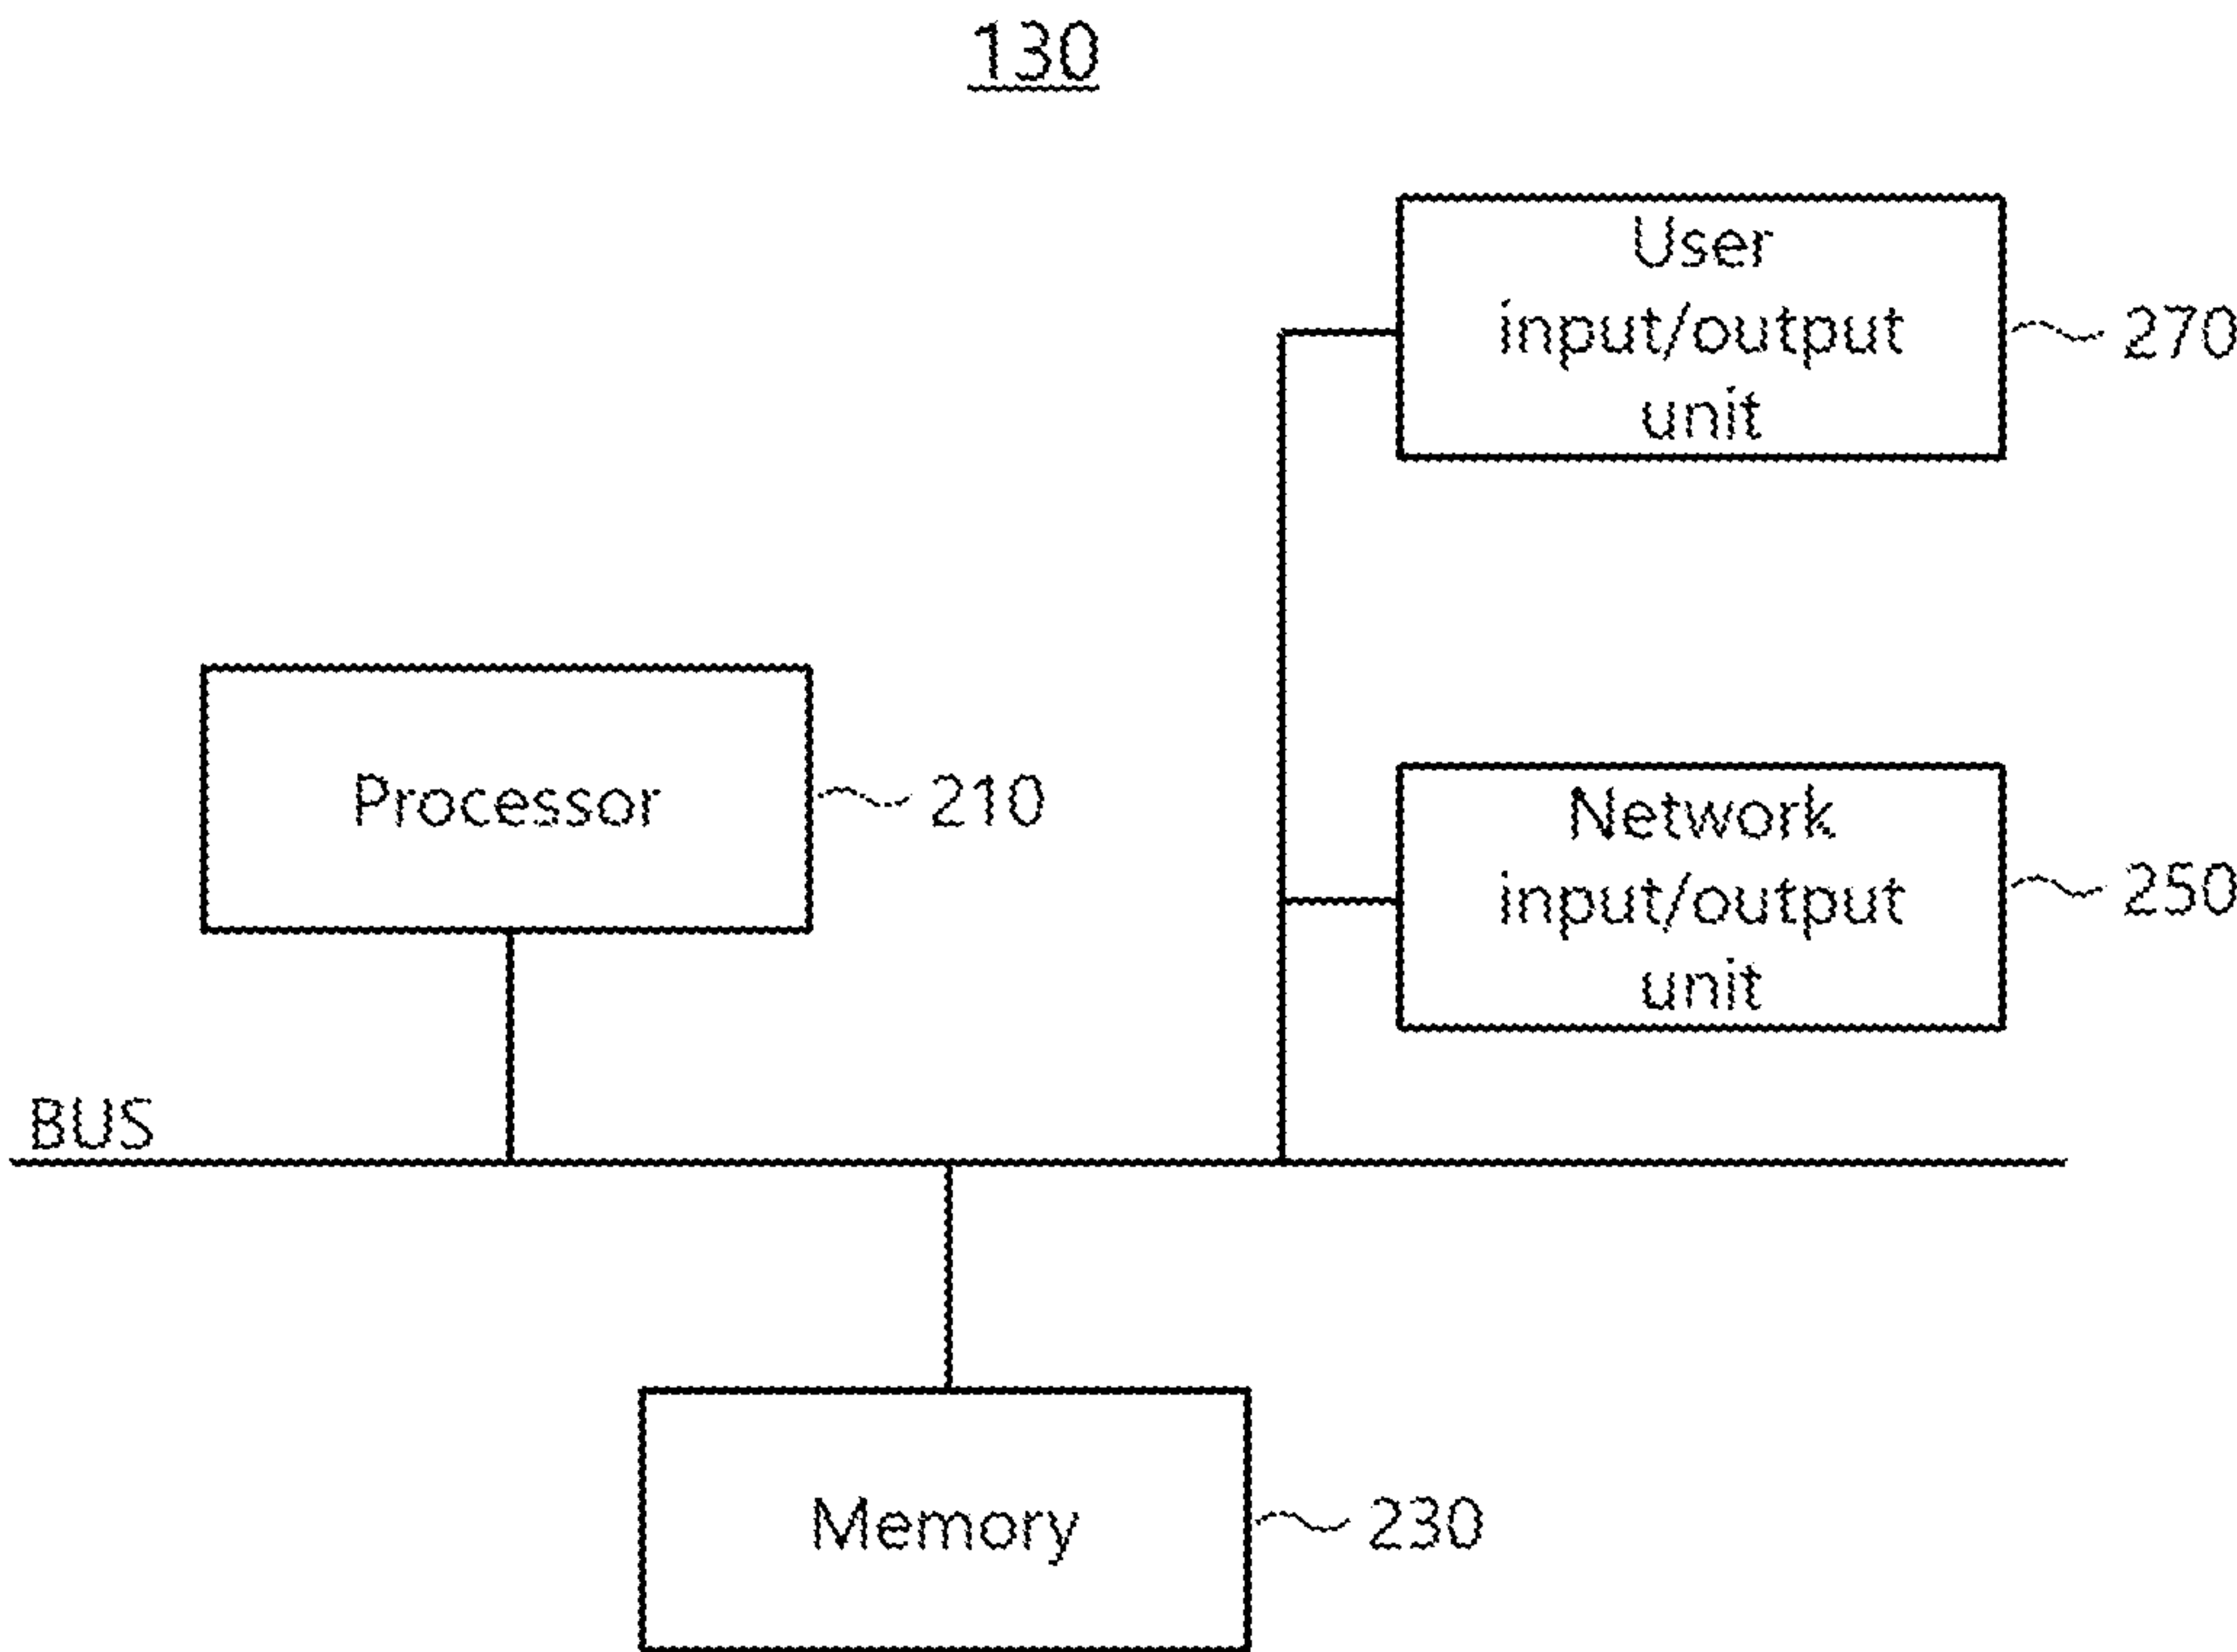 130
User
input/output
unit
270
Processor
210
Network
input/output
unit
250
BUS
Memory
230